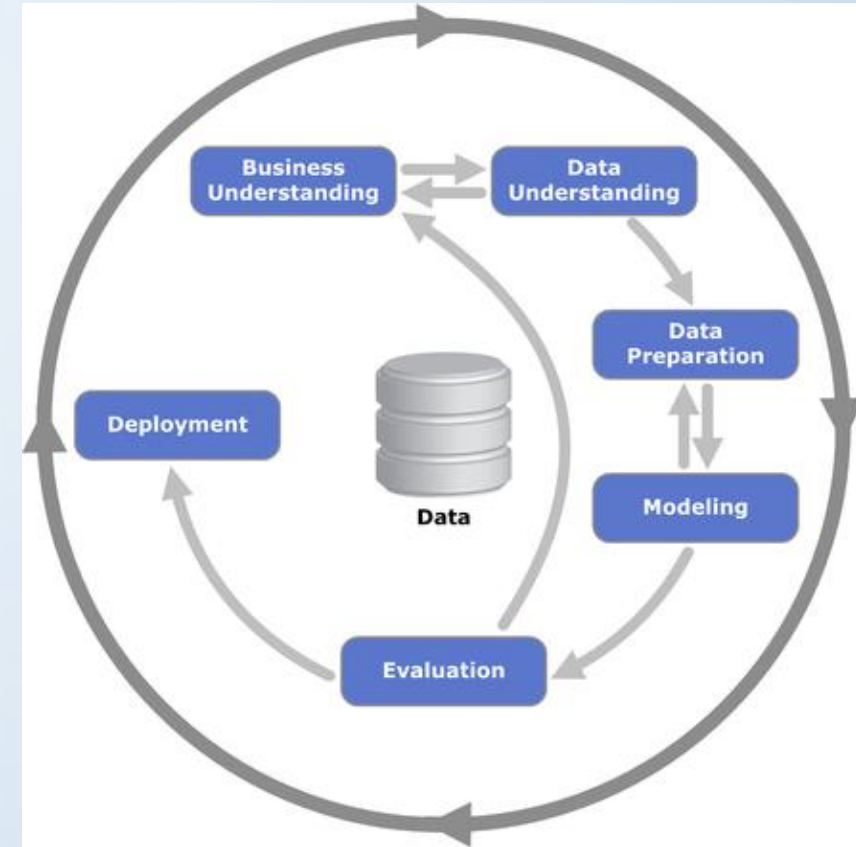 Business
Understanding
Data
Understanding
Data
Preparation
Deployment
Data
Modeling
Evaluation